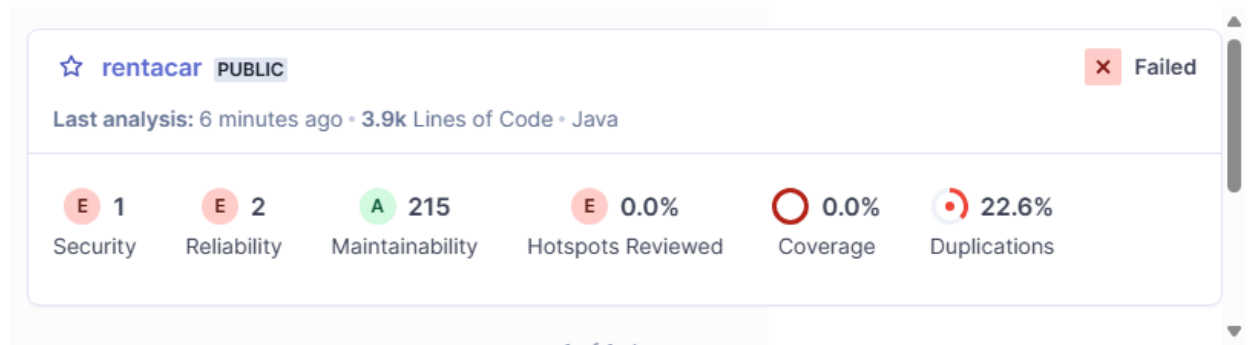 rentacar PUBLIC
Failed
Last analysis: 6 minutes ago • 3.9k Lines of Code • Java
E 1 E 2 A 215 E 0.0% 0.0% 22.6%
Security Reliability Maintainability Hotspots Reviewed Coverage Duplications